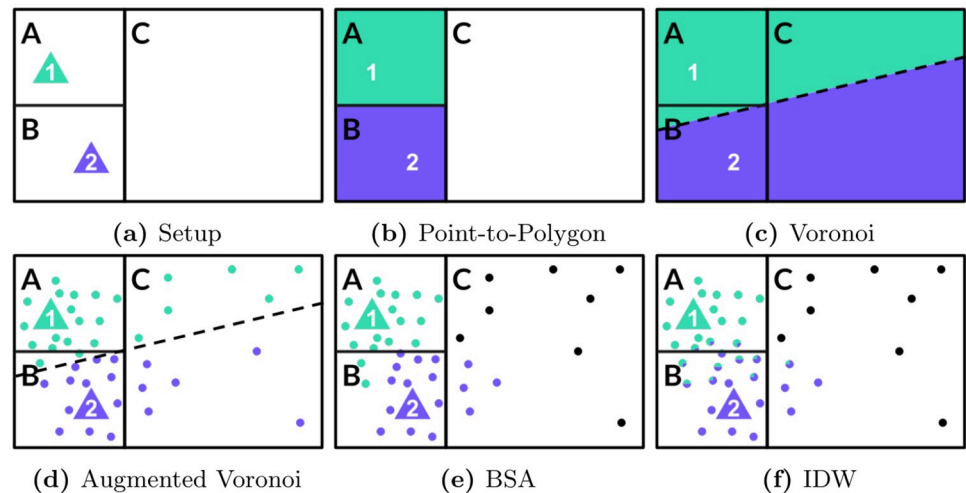 A C A C A C
1 1 1
B B B
2 2 2
(a) Setup (b) Point-to-Polygon (c) Voronoi
A C A C A C
1 1 1
B B B
2 2 2
(d) Augmented Voronoi (e) BSA (f) IDW